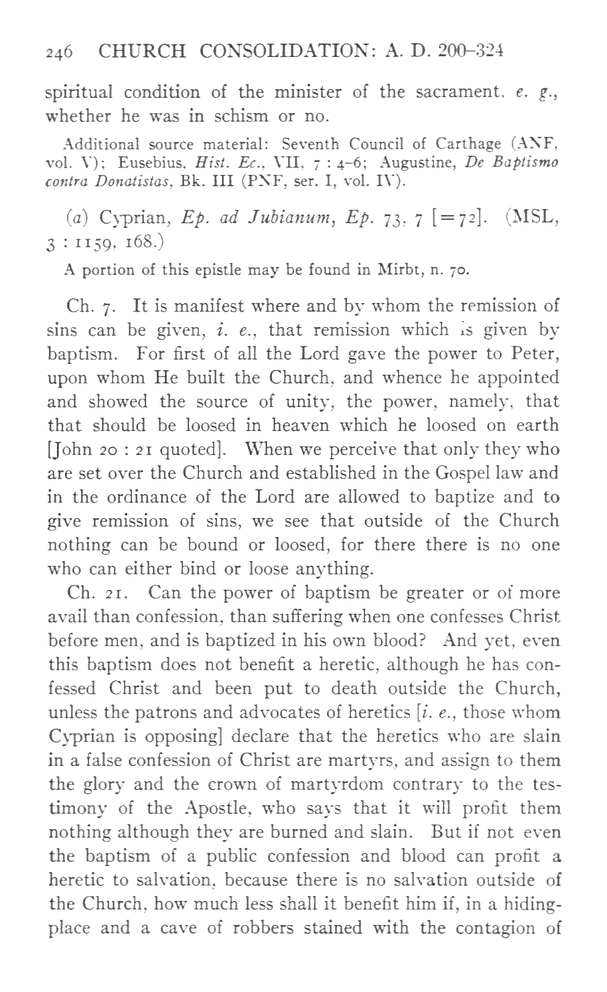 246 CHURCH CONSOLIDATION: A. D. 200–324
spiritual condition of the minister of the sacrament, e. g.,
whether he was in schism or no.
Additional source material: Seventh Council of Carthage (ANF,
vol. V); Eusebius, Hist. Ec., VII, 7 : 4–6; Augustine, De Baptismo
contra Donatistas, Bk. III (PNF, ser. I, vol. IV).
(a) Cyprian, Ep. ad Jubianum, Ep. 73, 7 [=72]. (MSL,
3 : 1159, 168.)
A portion of this epistle may be found in Mirbt, n. 70.
Ch. 7. It is manifest where and by whom the remission of
sins can be given, i. e., that remission which is given by
baptism. For first of all the Lord gave the power to Peter,
upon whom He built the Church, and whence he appointed
and showed the source of unity, the power, namely, that
that should be loosed in heaven which he loosed on earth
[John 20 : 21 quoted]. When we perceive that only they who
are set over the Church and established in the Gospel law and
in the ordinance of the Lord are allowed to baptize and to
give remission of sins, we see that outside of the Church
nothing can be bound or loosed, for there there is no one
who can either bind or loose anything.
Ch. 21. Can the power of baptism be greater or of more
avail than confession, than suffering when one confesses Christ
before men, and is baptized in his own blood? And yet, even
this baptism does not benefit a heretic, although he has con-
fessed Christ and been put to death outside the Church,
unless the patrons and advocates of heretics [i. e., those whom
Cyprian is opposing] declare that the heretics who are slain
in a false confession of Christ are martyrs, and assign to them
the glory and the crown of martyrdom contrary to the tes-
timony of the Apostle, who says that it will profit them
nothing although they are burned and slain. But if not even
the baptism of a public confession and blood can profit a
heretic to salvation, because there is no salvation outside of
the Church, how much less shall it benefit him if, in a hiding-
place and a cave of robbers stained with the contagion of